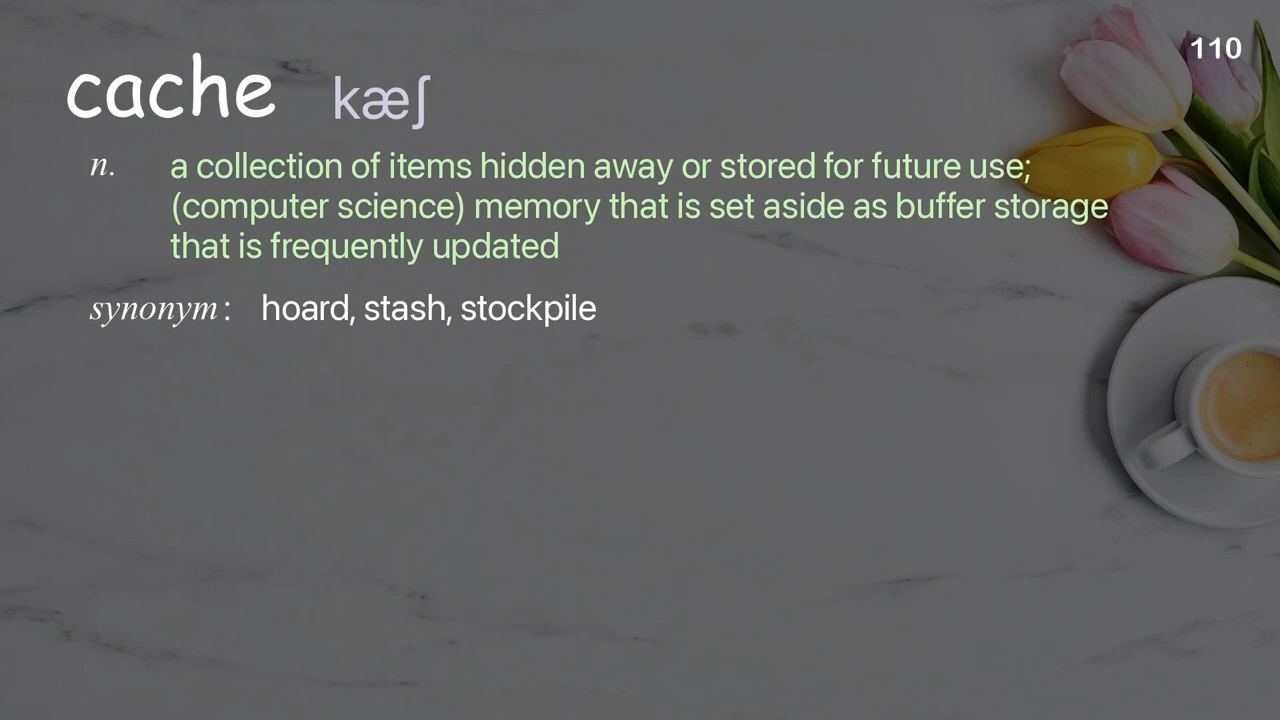 110
cache kæʃ
n. a collection of items hidden away or stored for future use;
(computer science) memory that is set aside as buffer storage
that is frequently updated
synonym: hoard, stash, stockpile